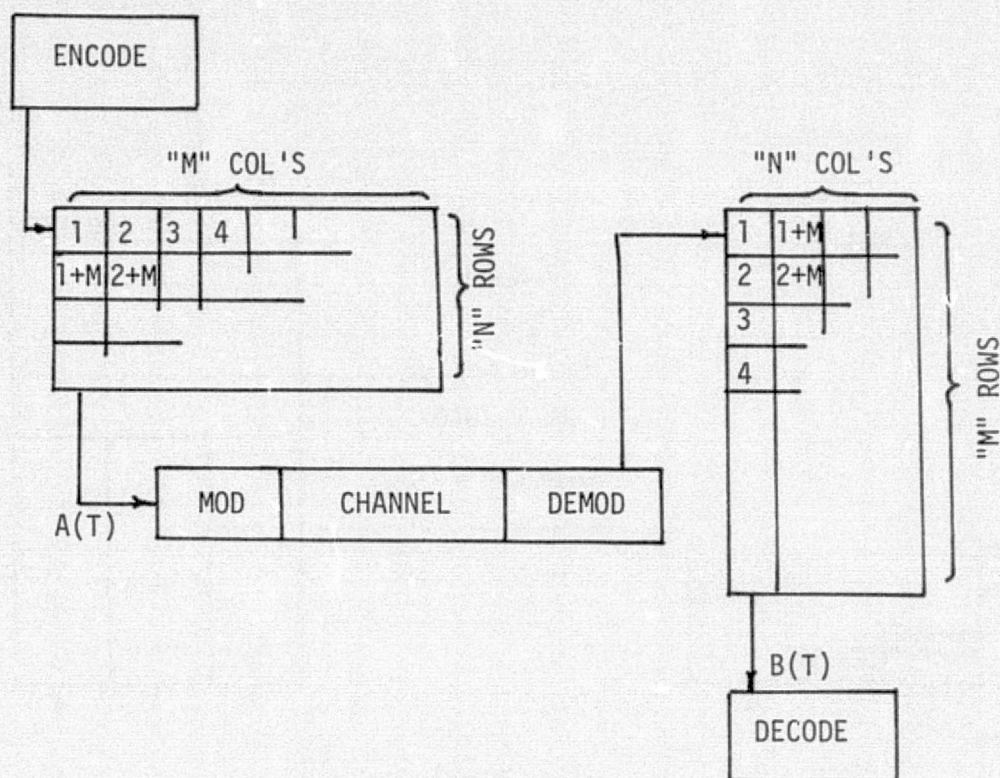 ENCODE
"M" COL'S
1 2 3 4
1+M 2+M
"N" ROWS
A(T)
MOD CHANNEL DEMOD
"N" COL'S
1 1+M
2 2+M
3
4
"M" ROWS
B(T)
DECODE